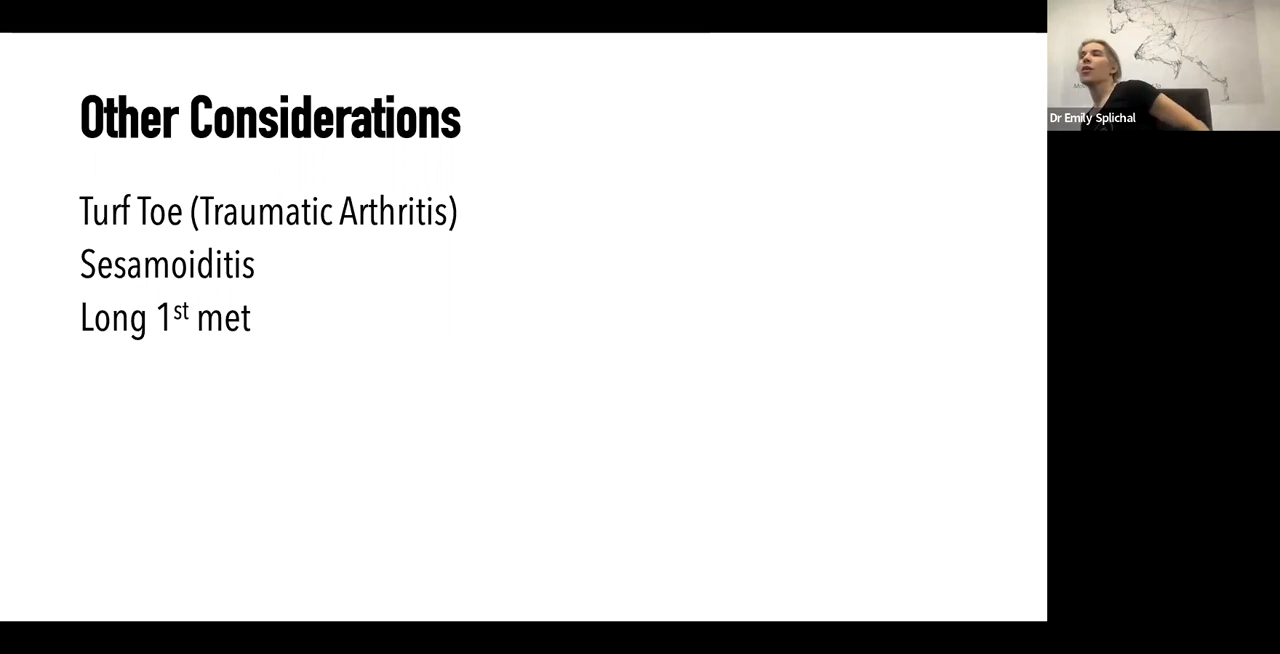 Other Considerations
Turf Toe (Traumatic Arthritis)
Sesamoiditis
Long 1st met
Dr Emily Splichal